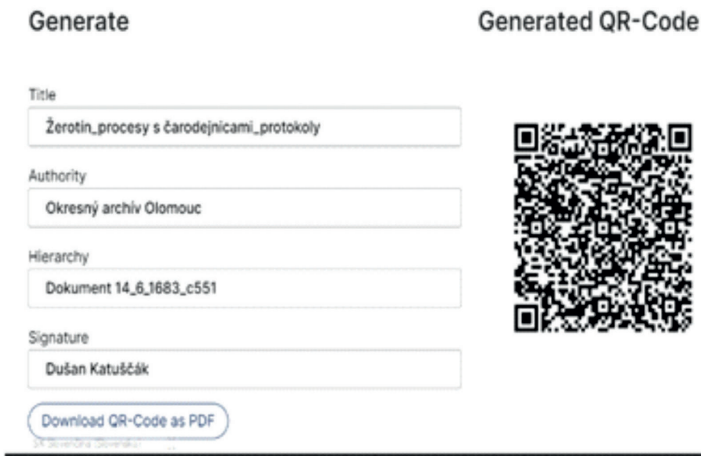 Generate
Generated QR-Code
Title
Žerotín_procesy s čarodejnicami_protokoly
Authority
Okresný archív Olomouc
Hierarchy
Dokument 14_6_1683_c551
Signature
Dušan Katuščák
Download QR-Code as PDF